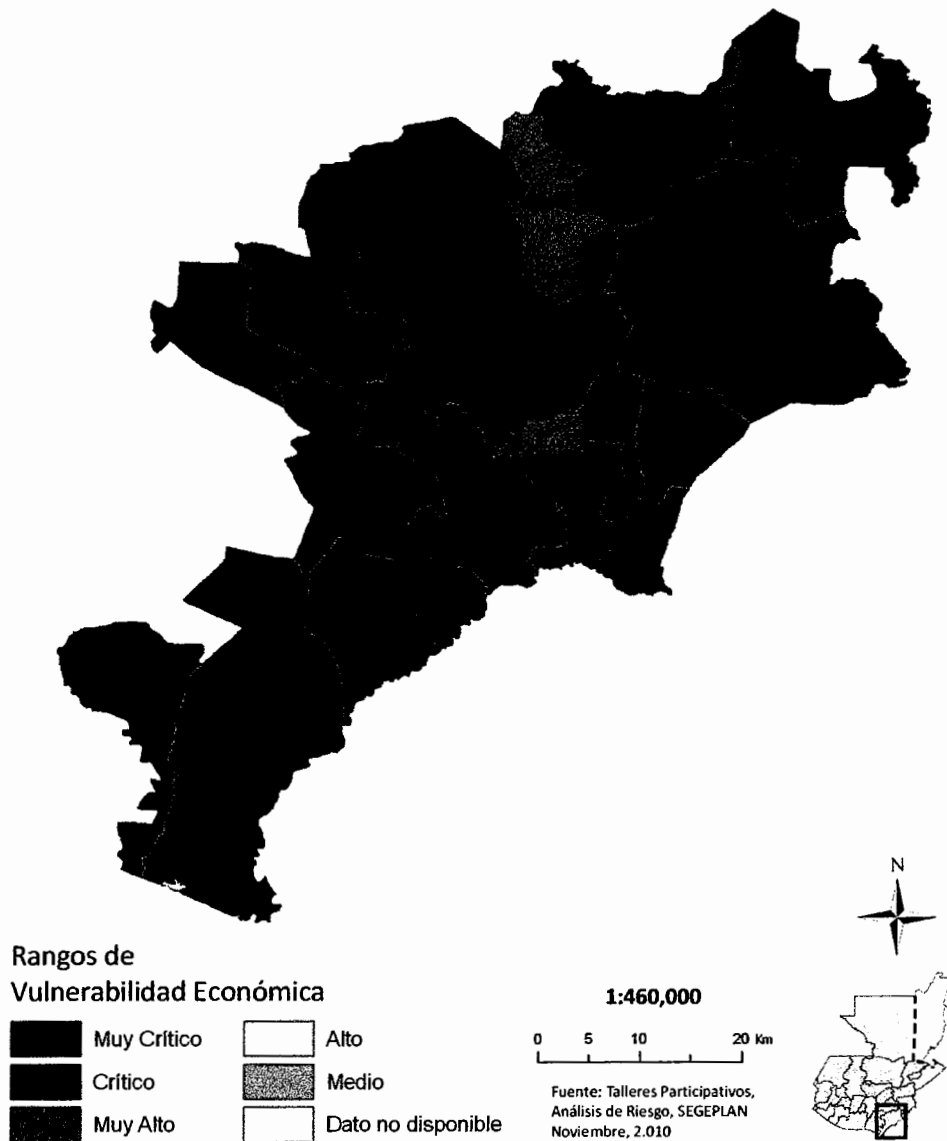 N
Rangos de
Vulnerabilidad Económica
Muy Crítico
Crítico
Muy Alto
Alto
Medio
Dato no disponible
1:460,000
0 5 10 20 Km
Fuente: Talleres Participativos,
Análisis de Riesgo, SEGEPLAN
Noviembre, 2.010